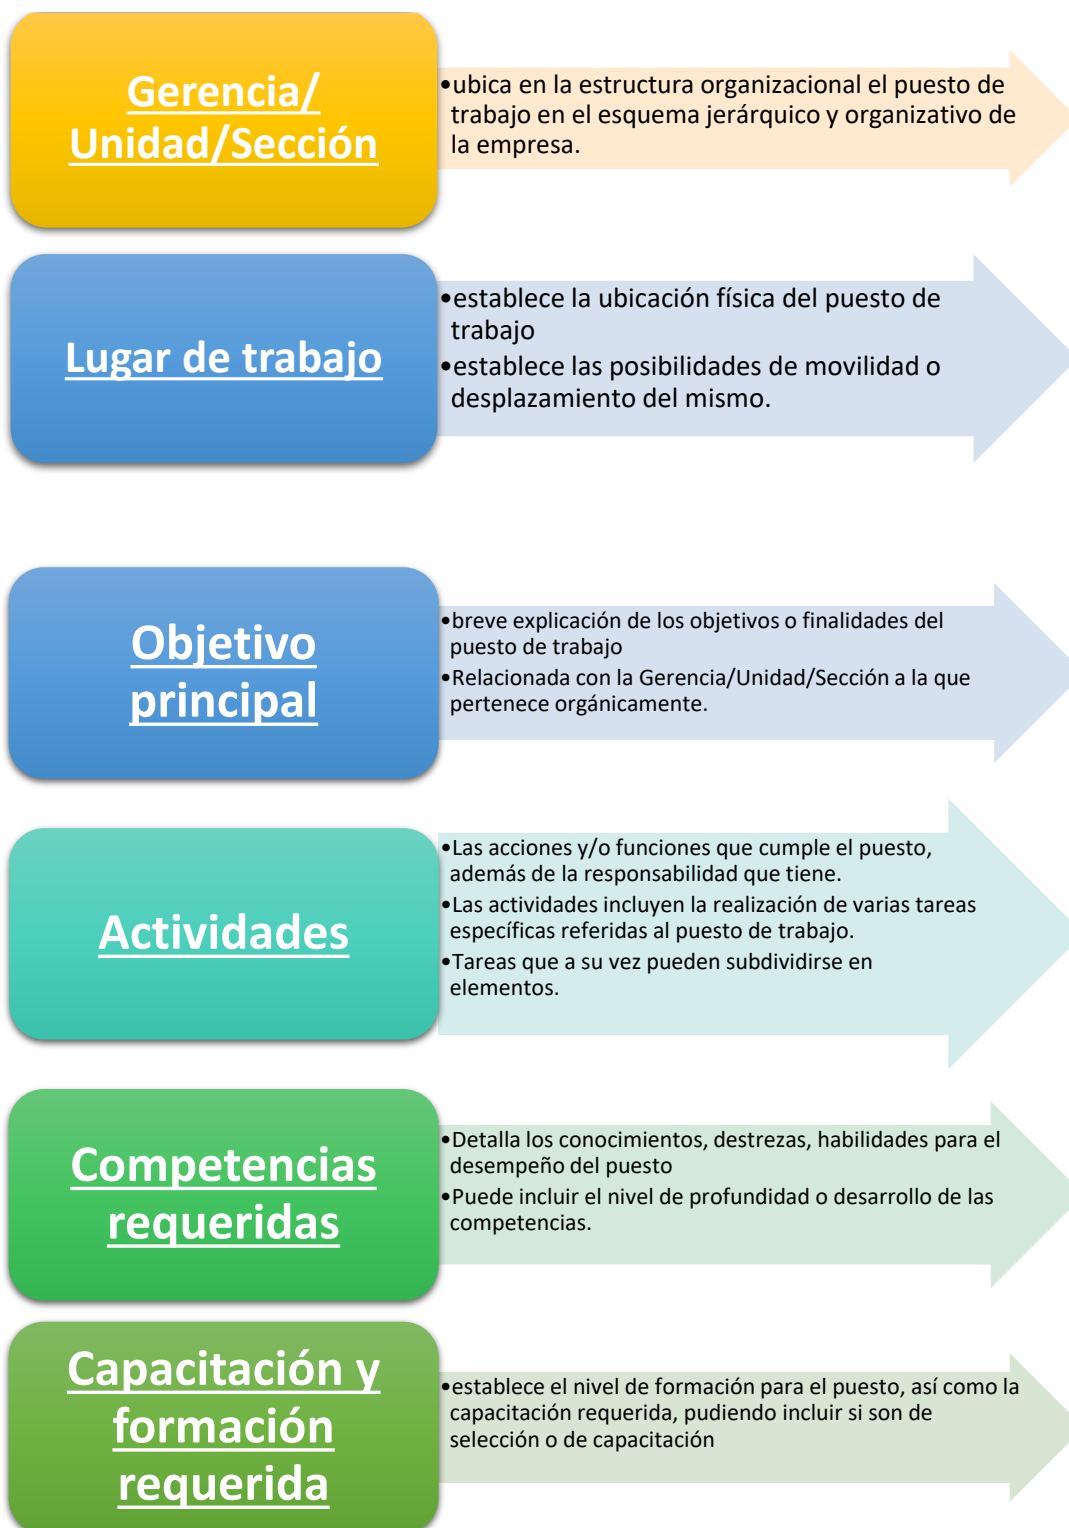 Gerencia/
Unidad/Sección
•ubica en la estructura organizacional el puesto de
trabajo en el esquema jerárquico y organizativo de
la empresa.
Lugar de trabajo
•establece la ubicación física del puesto de
trabajo
•establece las posibilidades de movilidad o
desplazamiento del mismo.
Objetivo
principal
•breve explicación de los objetivos o finalidades del
puesto de trabajo
•Relacionada con la Gerencia/Unidad/Sección a la que
pertenece orgánicamente.
Actividades
•Las acciones y/o funciones que cumple el puesto,
además de la responsabilidad que tiene.
•Las actividades incluyen la realización de varias tareas
específicas referidas al puesto de trabajo.
•Tareas que a su vez pueden subdividirse en
elementos.
Competencias
requeridas
•Detalla los conocimientos, destrezas, habilidades para el
desempeño del puesto
•Puede incluir el nivel de profundidad o desarrollo de las
competencias.
Capacitación y
formación
requerida
•establece el nivel de formación para el puesto, así como la
capacitación requerida, pudiendo incluir si son de
selección o de capacitación